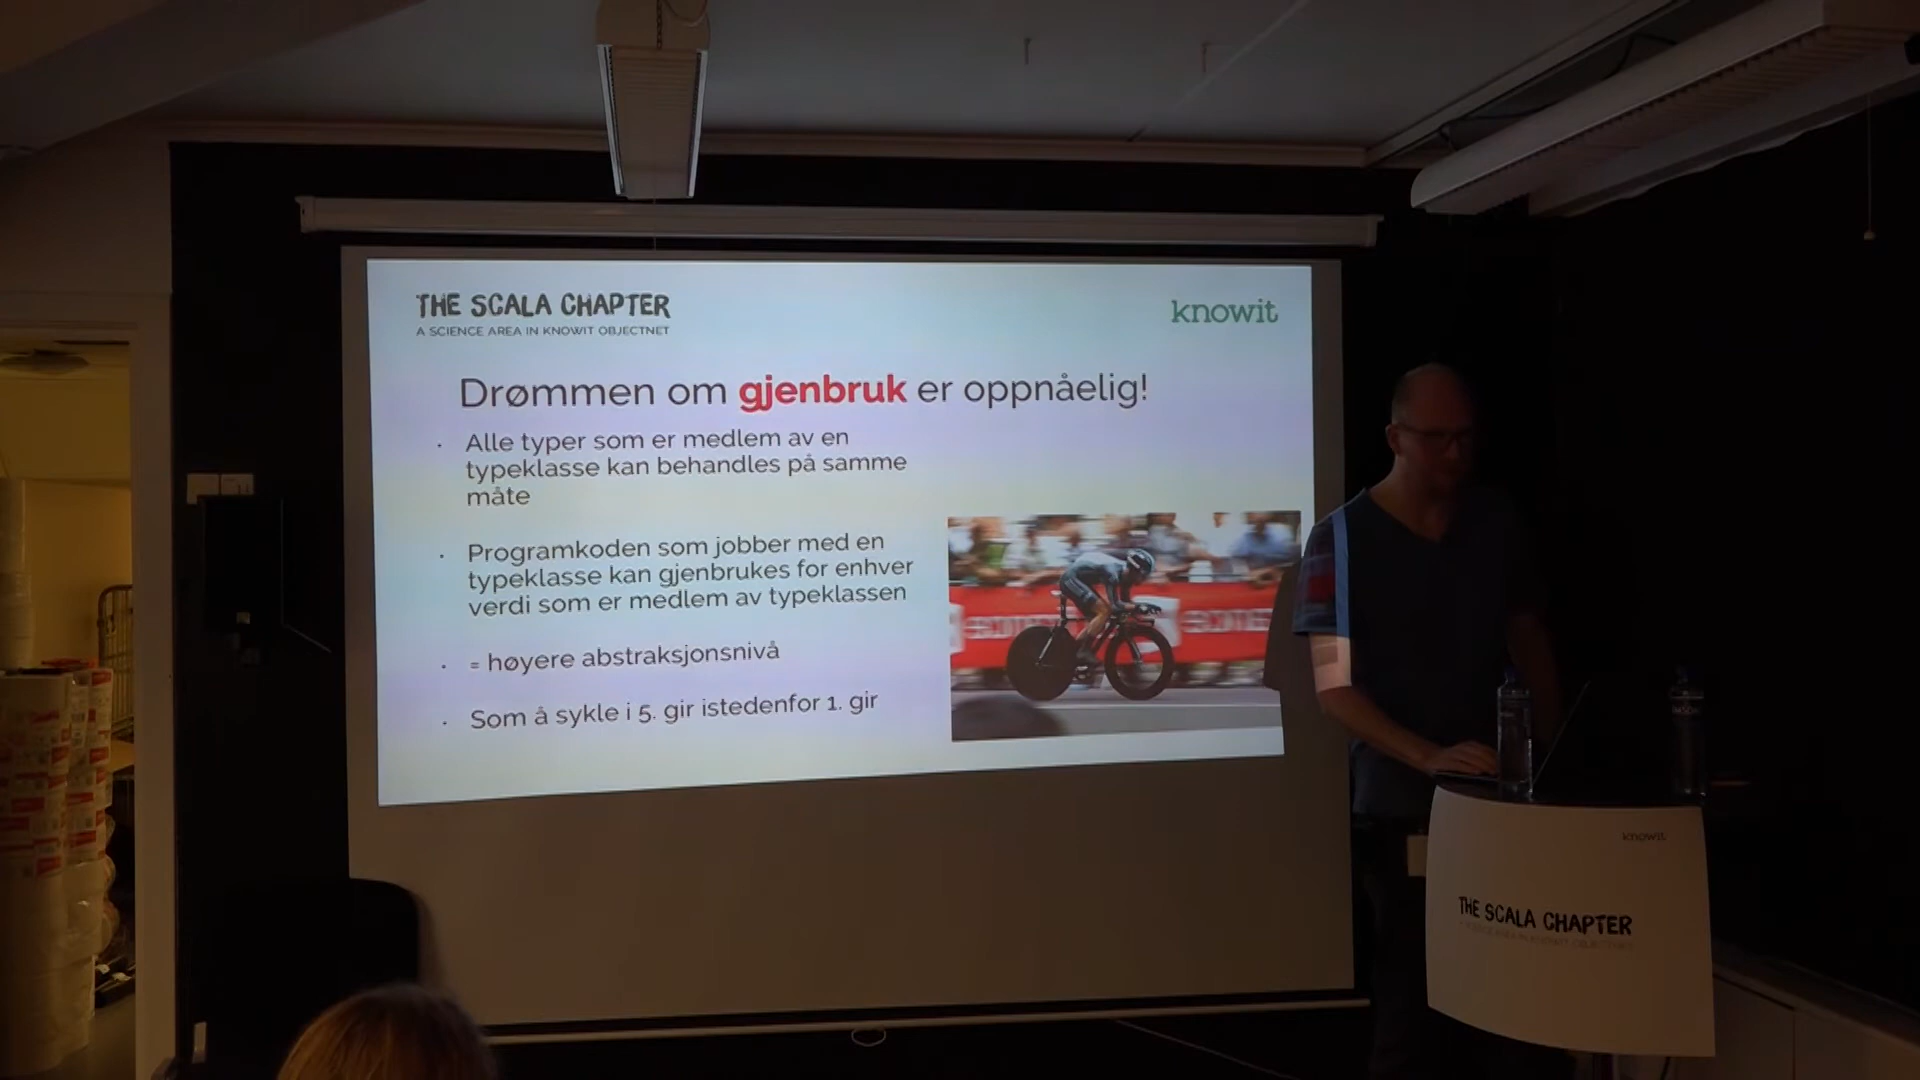 THE SCALA CHAPTER
A SCIENCE AREA IN KNOWIT OBJECTNET
knowit
Drømmen om gjenbruk er oppnåelig!
· Alle typer som er medlem av en
typeklasse kan behandles på samme
måte
· Programkoden som jobber med en
typeklasse kan gjenbrukes for enhver
verdi som er medlem av typeklassen
· = høyere abstraksjonsnivå
· Som å sykle i 5. gir istedenfor 1. gir
knowit
THE SCALA CHAPTER